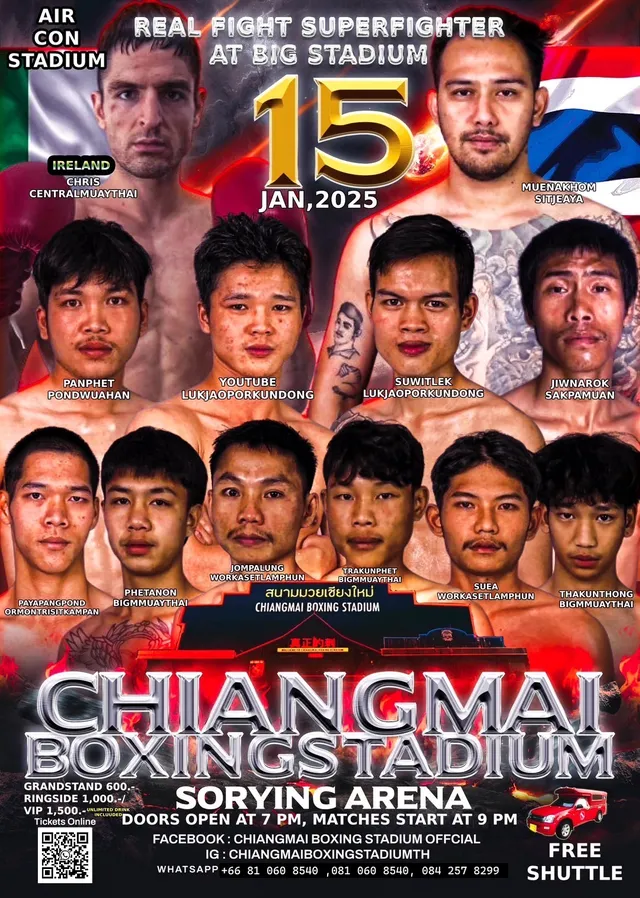 AIR
CON
STADIUM
REAL FIGHT SUPERFIGHTER
AT BIG STADIUM
15
JAN,2025
IRELAND
CHRIS
CENTRALMUAYTHAI
MUENAKHOM
SITJEAYA
PANPHET
PONDWUAHAN
YOUTUBE
LUKJAOPORKUNDONG
SUWITLEK
LUKJAOPORKUNDONG
JIWNAROK
SAKPAMUAN
PAYAPANGPOND
ORMONTRISITKAMPAN
PHETANON
BIGMMUAYTHAI
JOMPALUNG
WORKASETLAMPHUN
TRAKUNPHET
BIGMMUAYTHAI
SUEA
WORKASETLAMPHUN
THAKUNTHONG
BIGMMUAYTHAI
สนามมวยเชียงใหม่
CHIANGMAI BOXING STADIUM
CHIANGMAI
BOXINGSTADIUM
GRANDSTAND 600.-
RINGSIDE 1,000.-/
VIP 1,500.-
UNLIMITED DRINK
INCLUUDED
Tickets Online
SORYING ARENA
DOORS OPEN AT 7 PM, MATCHES START AT 9 PM
FACEBOOK : CHIANGMAI BOXING STADIUM OFFCIAL
IG : CHIANGMAIBOXINGSTADIUMTH
WHATSAPP +66 81 060 8540 ,081 060 8540, 084 257 8299
FREE
SHUTTLE